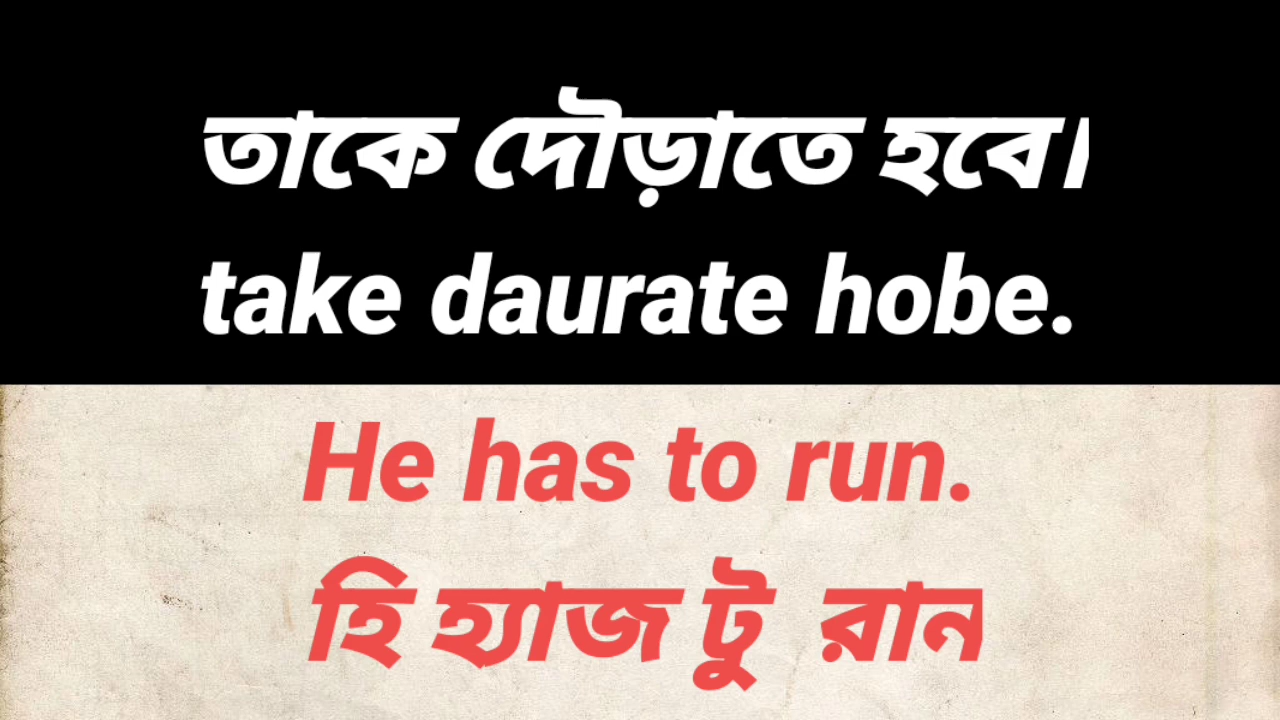 তাকে দৌড়াতে হবে।
take daurate hobe.
He has to run.
হি হ্যাজ টু রান